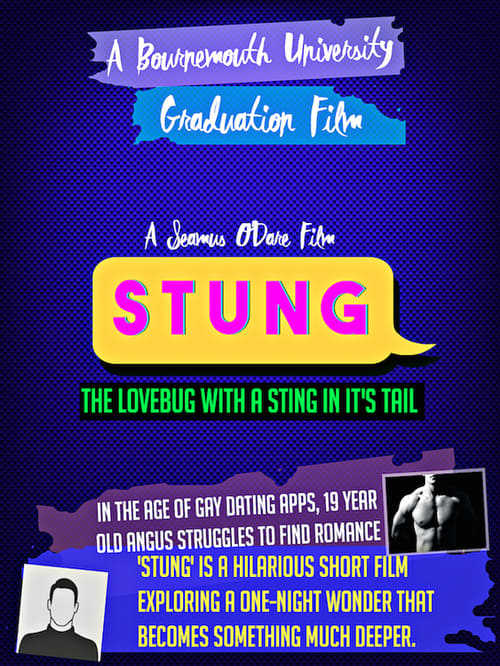 A Bournemouth University
Graduation Film
A Seamus O'Dare Film
STUNG
THE LOVEBUG WITH A STING IN IT'S TAIL
IN THE AGE OF GAY DATING APPS, 19 YEAR
OLD ANGUS STRUGGLES TO FIND ROMANCE
'STUNG' IS A HILARIOUS SHORT FILM
EXPLORING A ONE-NIGHT WONDER THAT
BECOMES SOMETHING MUCH DEEPER.